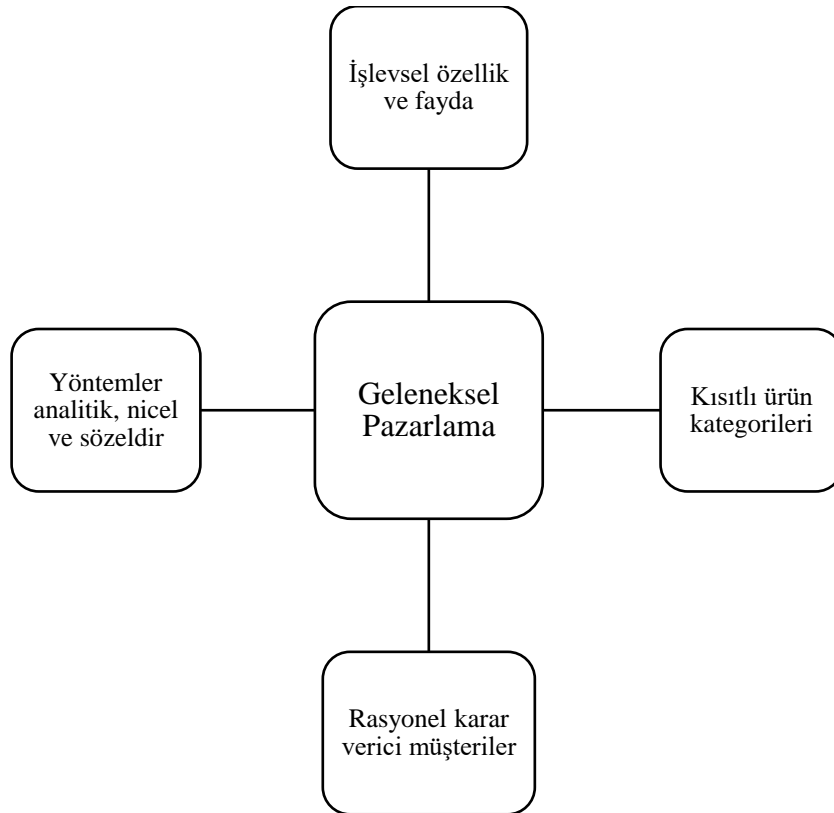 İşlevsel özellik
ve fayda
Yöntemler
analitik, nicel
ve sözeldir
Geleneksel
Pazarlama
Kısıtlı ürün
kategorileri
Rasyonel karar
verici müşteriler